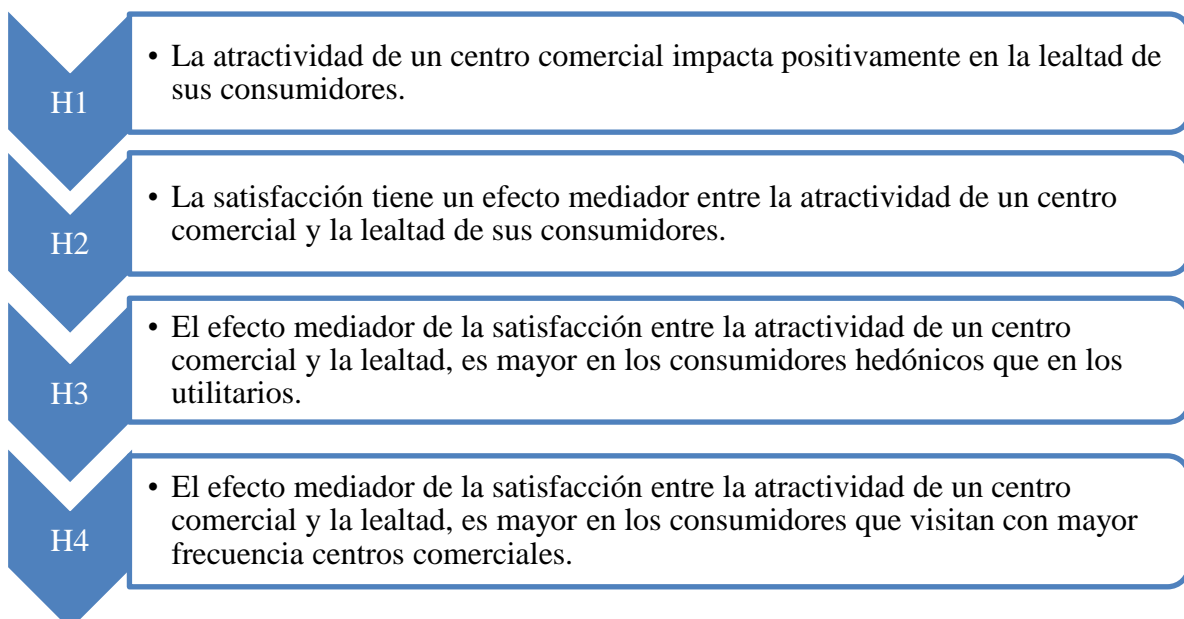 H1
• La atractividad de un centro comercial impacta positivamente en la lealtad de
sus consumidores.
H2
• La satisfacción tiene un efecto mediador entre la atractividad de un centro
comercial y la lealtad de sus consumidores.
H3
• El efecto mediador de la satisfacción entre la atractividad de un centro
comercial y la lealtad, es mayor en los consumidores hedónicos que en los
utilitarios.
H4
• El efecto mediador de la satisfacción entre la atractividad de un centro
comercial y la lealtad, es mayor en los consumidores que visitan con mayor
frecuencia centros comerciales.